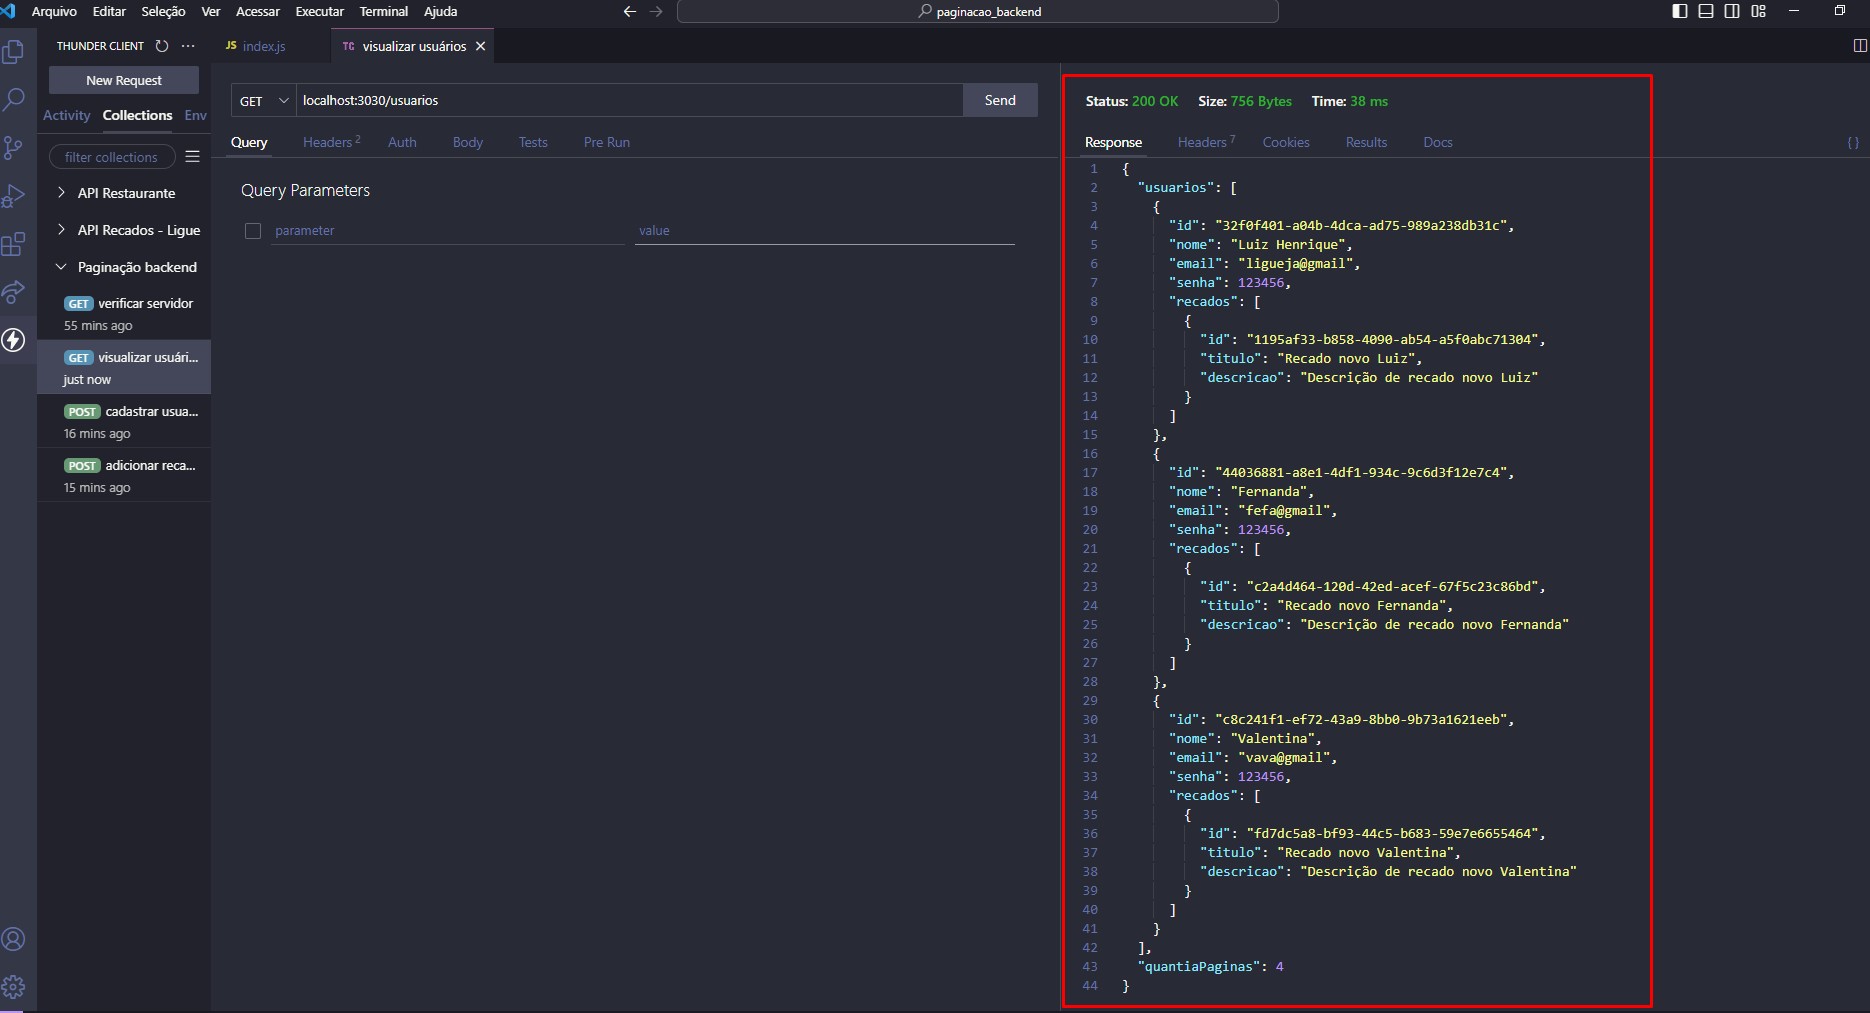 Arquivo Editar Seleção Ver Acessar Executar Terminal Ajuda
paginacao_backend
THUNDER CLIENT
New Request
Activity Collections Env
filter collections
API Restaurante
API Recados - Ligue
Paginação backend
GET verificar servidor
55 mins ago
GET visualizar usuári...
just now
POST cadastrar usua...
16 mins ago
POST adicionar reca...
15 mins ago
JS index.js
TC visualizar usuários
GET localhost:3030/usuarios Send
Query Headers 2 Auth Body Tests Pre Run
Query Parameters
parameter value
Status: 200 OK Size: 756 Bytes Time: 38 ms
Response Headers 7 Cookies Results Docs { }
1 {
2 "usuarios": [
3 {
4 "id": "32f0f401-a04b-4dca-ad75-989a238db31c",
5 "nome": "Luiz Henrique",
6 "email": "ligueja@gmail",
7 "senha": 123456,
8 "recados": [
9 {
10 "id": "1195af33-b858-4090-ab54-a5f0abc71304",
11 "titulo": "Recado novo Luiz",
12 "descricao": "Descrição de recado novo Luiz"
13 }
14 ]
15 },
16 {
17 "id": "44036881-a8e1-4df1-934c-9c6d3f12e7c4",
18 "nome": "Fernanda",
19 "email": "fefa@gmail",
20 "senha": 123456,
21 "recados": [
22 {
23 "id": "c2a4d464-120d-42ed-acef-67f5c23c86bd",
24 "titulo": "Recado novo Fernanda",
25 "descricao": "Descrição de recado novo Fernanda"
26 }
27 ]
28 },
29 {
30 "id": "c8c241f1-ef72-43a9-8bb0-9b73a1621eeb",
31 "nome": "Valentina",
32 "email": "vava@gmail",
33 "senha": 123456,
34 "recados": [
35 {
36 "id": "fd7dc5a8-bf93-44c5-b683-59e7e6655464",
37 "titulo": "Recado novo Valentina",
38 "descricao": "Descrição de recado novo Valentina"
39 }
40 ]
41 }
42 ],
43 "quantiaPaginas": 4
44 }